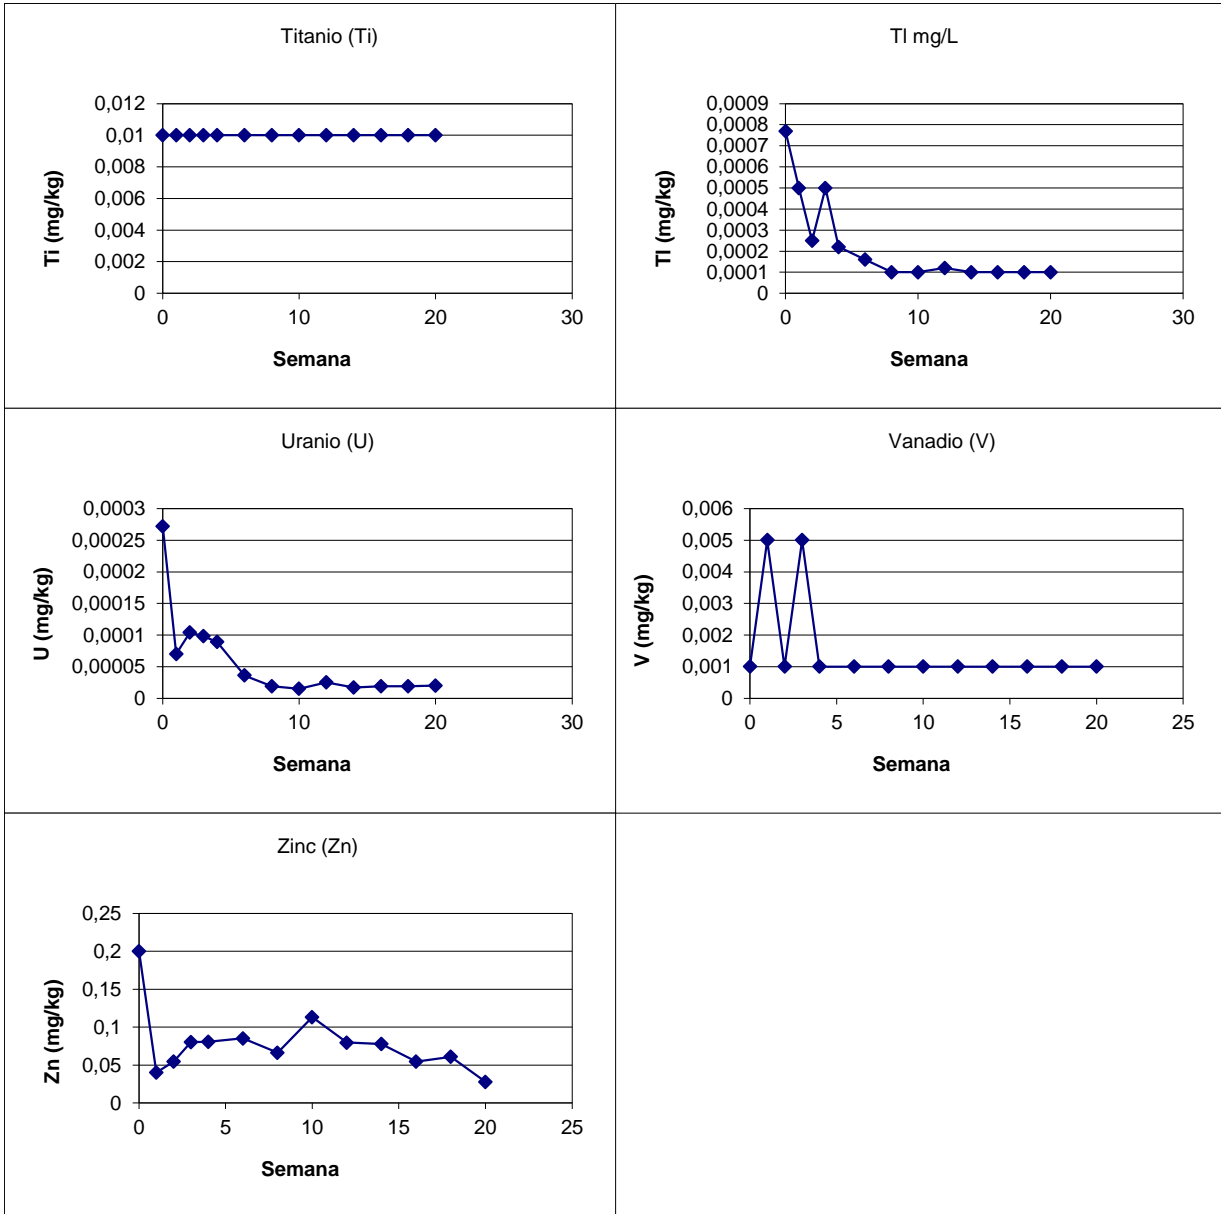 Titanio (Ti)
0,012
0,01
0,008
0,006
0,004
0,002
0
Ti (mg/kg)
0 10 20 30
Semana
Tl mg/L
0,0009
0,0008
0,0007
0,0006
0,0005
0,0004
0,0003
0,0002
0,0001
0
Tl (mg/kg)
0 10 20 30
Semana
Uranio (U)
0,0003
0,00025
0,0002
0,00015
0,0001
0,00005
0
U (mg/kg)
0 10 20 30
Semana
Vanadio (V)
0,006
0,005
0,004
0,003
0,002
0,001
0
V (mg/kg)
0 5 10 15 20 25
Semana
Zinc (Zn)
0,25
0,2
0,15
0,1
0,05
0
Zn (mg/kg)
0 5 10 15 20 25
Semana